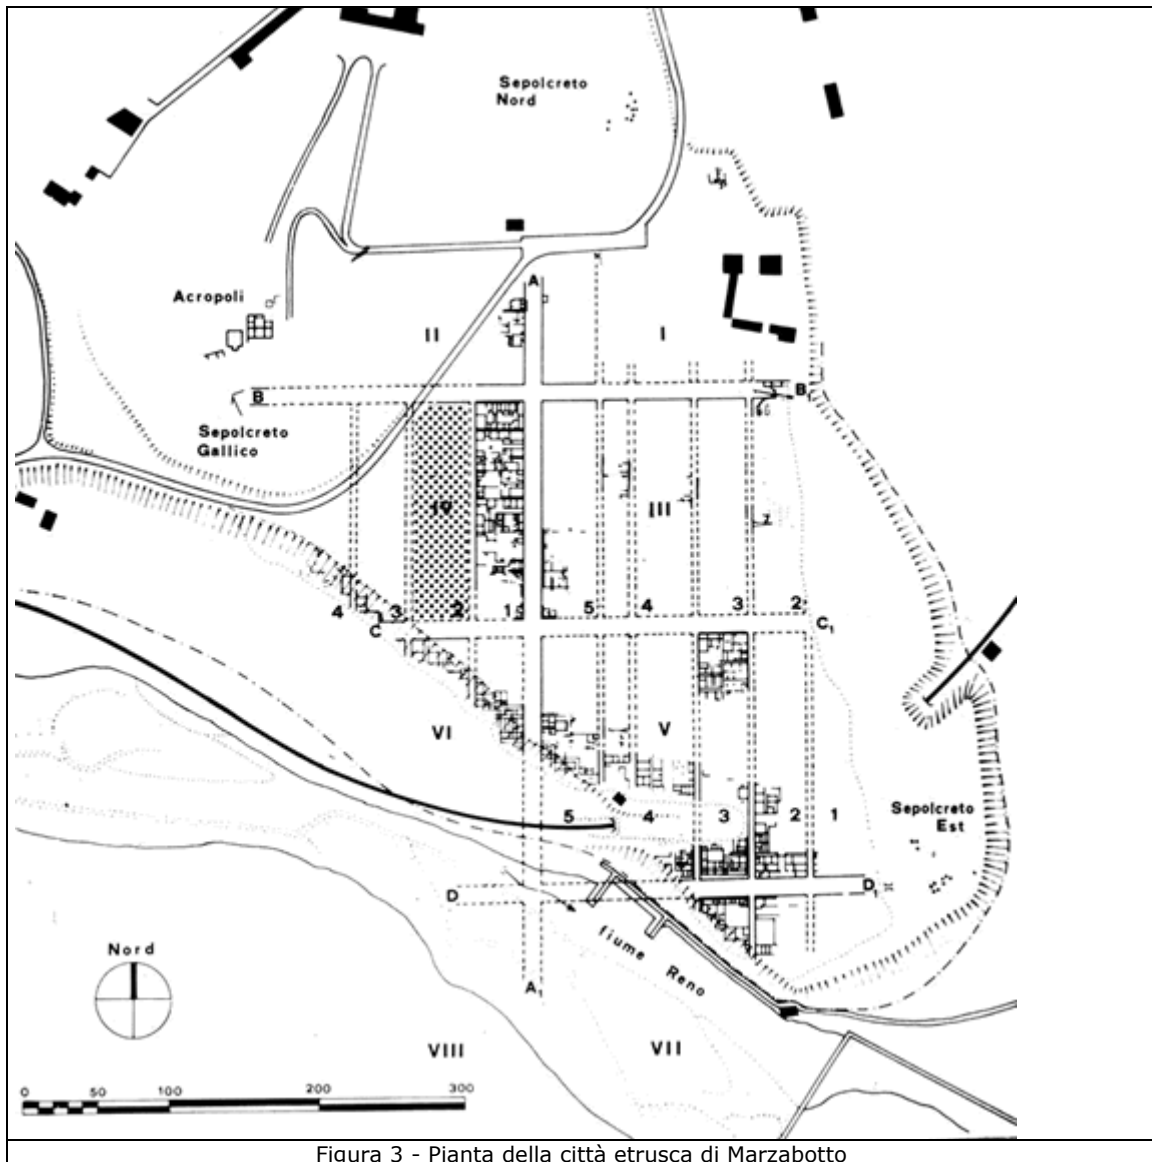 Sepolcreto
Nord
Acropoli
A
II
I
B
B
Sepolcreto
Gallico
III
4
3
2
1
5
4
3
2
C
C1
VI
V
5
4
3
2
1
Sepolcreto
Est
D
D1
fiume Reno
Nord
A1
VIII
VII
0 50 100 200 300
Figura 3 - Pianta della città etrusca di Marzabotto